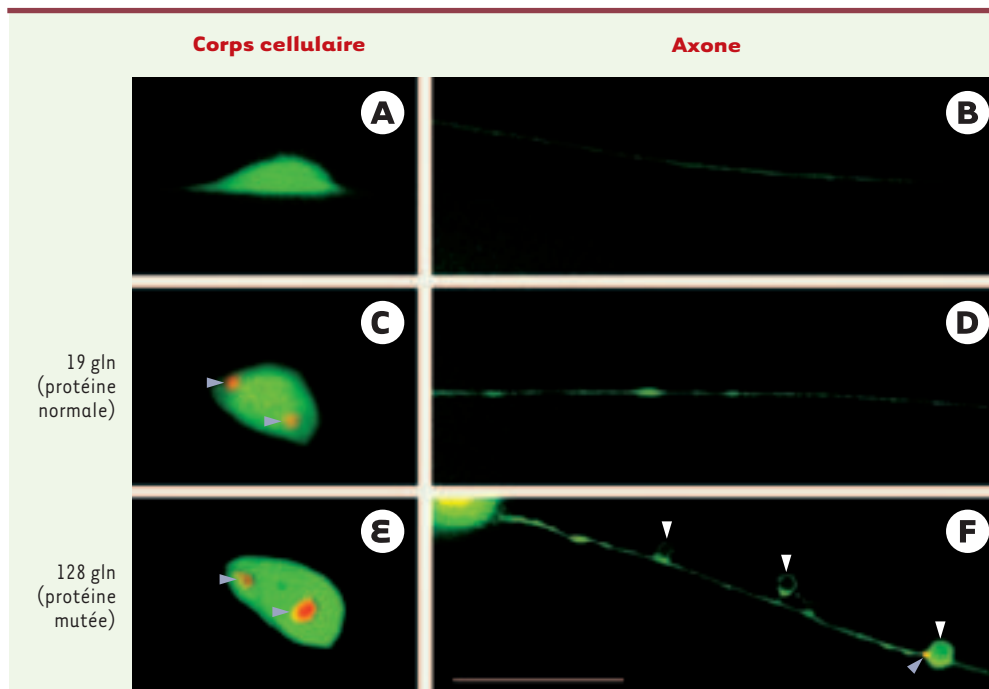 Corps cellulaire
Axone
A
B
C
D
19 gln
(protéine
normale)
E
F
128 gln
(protéine
mutée)